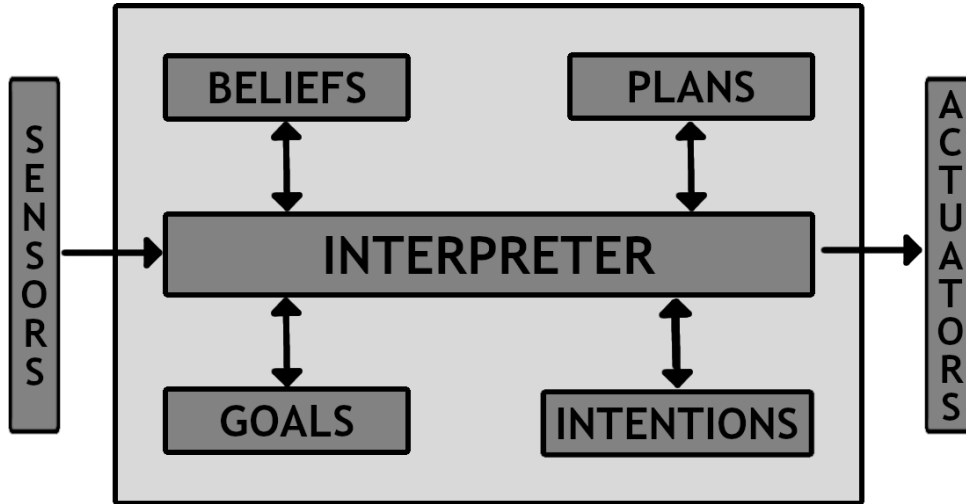 SENSORS
BELIEFS
PLANS
INTERPRETER
GOALS
INTENTIONS
ACTUATORS